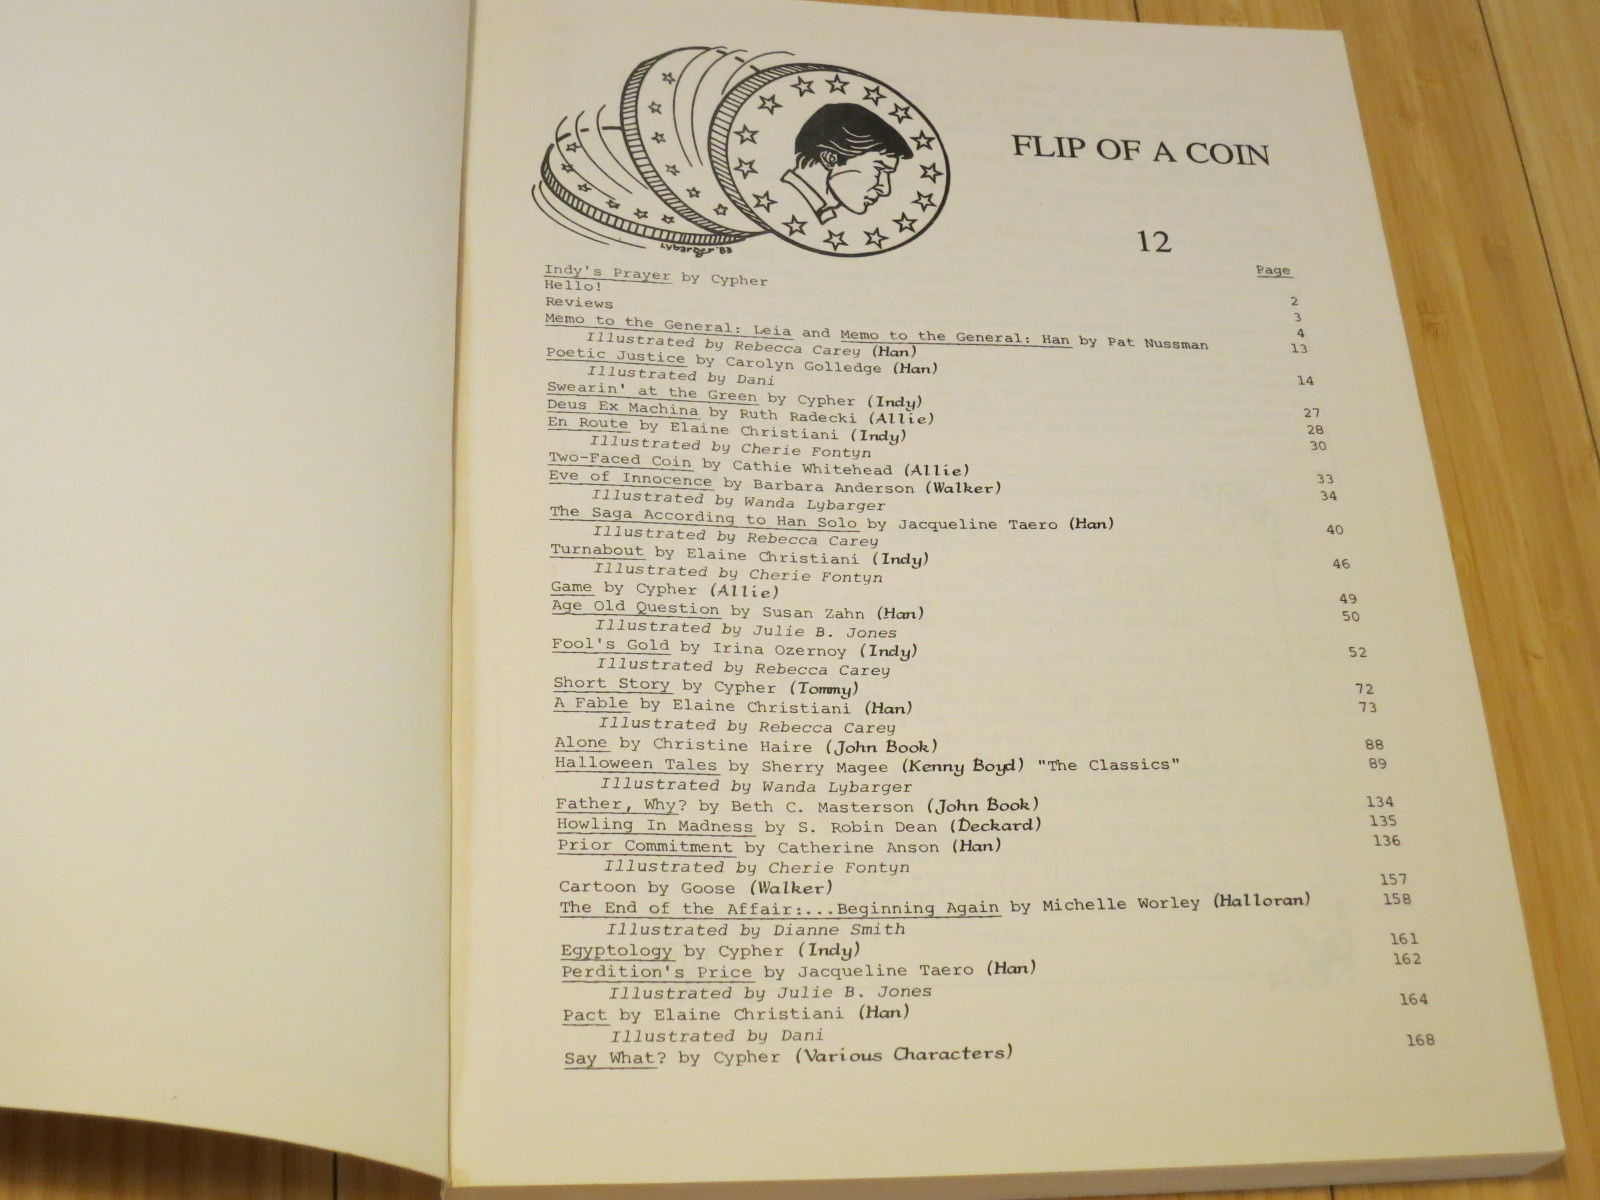 FLIP OF A COIN
12
Lybarger '83
Page
Indy's Prayer by Cypher 2
Hello! 3
Reviews 4
Memo to the General: Leia and Memo to the General: Han by Pat Nussman 13
Illustrated by Rebecca Carey (Han)
Poetic Justice by Carolyn Golledge (Han) 14
Illustrated by Dani
Swearin' at the Green by Cypher (Indy) 27
Deus Ex Machina by Ruth Radecki (Allie) 28
En Route by Elaine Christiani (Indy) 30
Illustrated by Cherie Fontyn
Two-Faced Coin by Cathie Whitehead (Allie) 33
Eve of Innocence by Barbara Anderson (Walker) 34
Illustrated by Wanda Lybarger
The Saga According to Han Solo by Jacqueline Taero (Han) 40
Illustrated by Rebecca Carey
Turnabout by Elaine Christiani (Indy) 46
Illustrated by Cherie Fontyn
Game by Cypher (Allie) 49
Age Old Question by Susan Zahn (Han) 50
Illustrated by Julie B. Jones
Fool's Gold by Irina Ozernoy (Indy) 52
Illustrated by Rebecca Carey
Short Story by Cypher (Tommy) 72
A Fable by Elaine Christiani (Han) 73
Illustrated by Rebecca Carey
Alone by Christine Haire (John Book) 88
Halloween Tales by Sherry Magee (Kenny Boyd) "The Classics" 89
Illustrated by Wanda Lybarger
Father, Why? by Beth C. Masterson (John Book) 134
Howling In Madness by S. Robin Dean (Deckard) 135
Prior Commitment by Catherine Anson (Han) 136
Illustrated by Cherie Fontyn
Cartoon by Goose (Walker) 157
The End of the Affair:...Beginning Again by Michelle Worley (Halloran) 158
Illustrated by Dianne Smith
Egyptology by Cypher (Indy) 161
Perdition's Price by Jacqueline Taero (Han) 162
Illustrated by Julie B. Jones
Pact by Elaine Christiani (Han) 164
Illustrated by Dani
Say What? by Cypher (Various Characters) 168